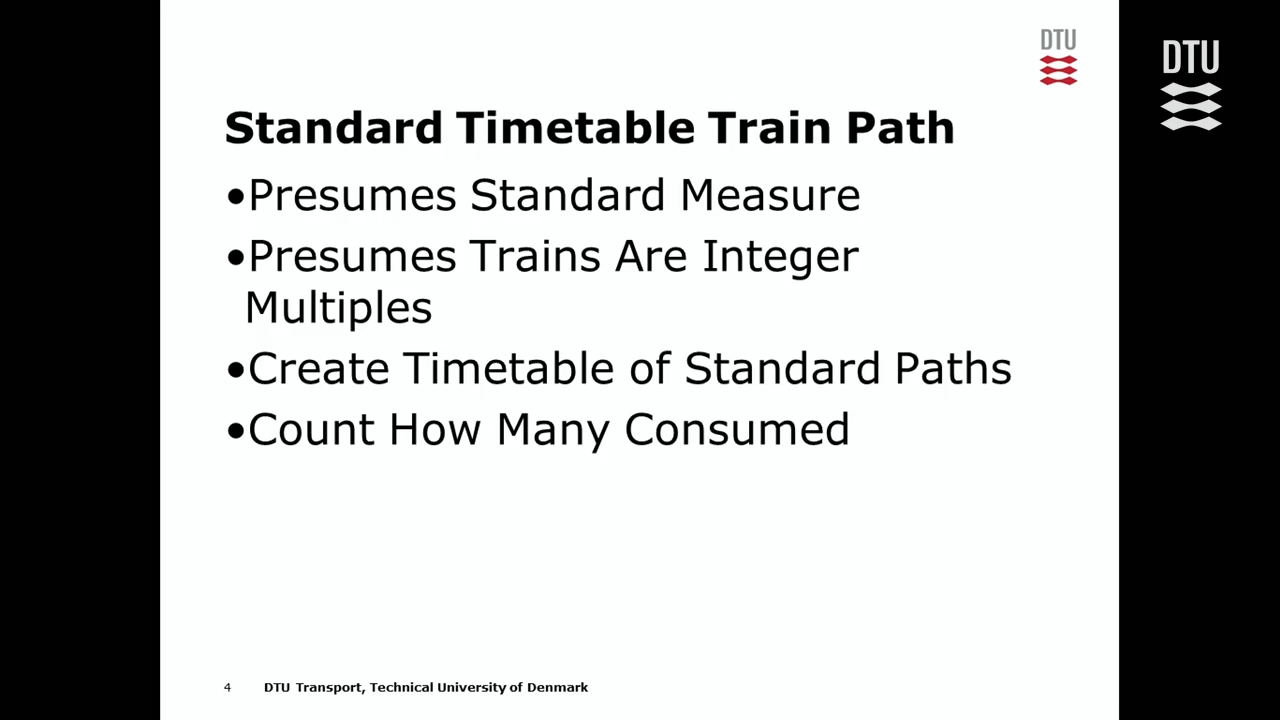 DTU
DTU
Standard Timetable Train Path
•Presumes Standard Measure
•Presumes Trains Are Integer
Multiples
•Create Timetable of Standard Paths
•Count How Many Consumed
4 DTU Transport, Technical University of Denmark